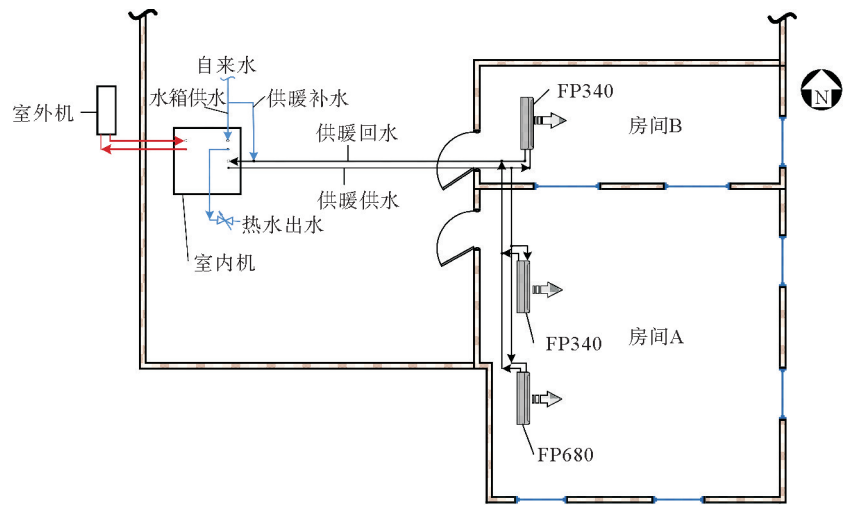 自来水
水箱供水
供暖补水
室外机
FP340
房间B
N
供暖回水
供暖供水
热水出水
室内机
FP340
房间A
FP680